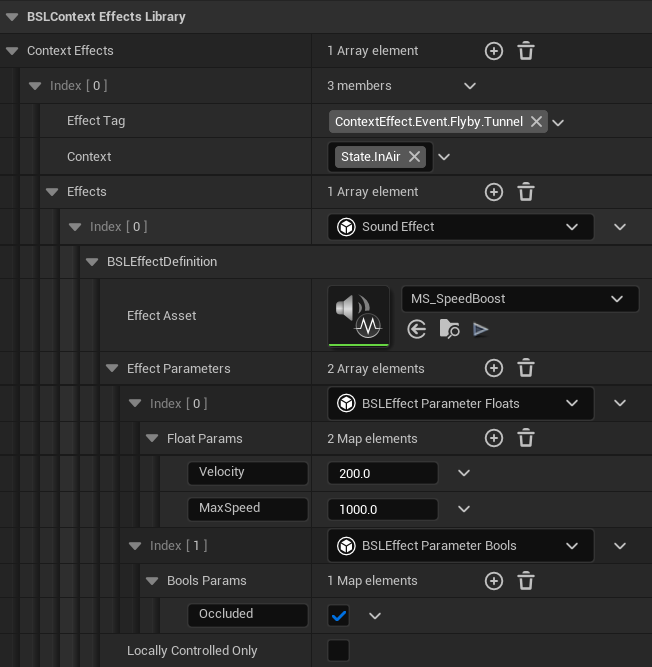 BSLContext Effects Library
Context Effects 1 Array element
Index [ 0 ] 3 members
Effect Tag ContextEffect.Event.Flyby.Tunnel
Context State.InAir
Effects 1 Array element
Index [ 0 ] Sound Effect
BSLEffectDefinition
Effect Asset MS_SpeedBoost
Effect Parameters 2 Array elements
Index [ 0 ] BSLEffect Parameter Floats
Float Params 2 Map elements
Velocity 200.0
MaxSpeed 1000.0
Index [ 1 ] BSLEffect Parameter Bools
Bools Params 1 Map elements
Occluded
Locally Controlled Only